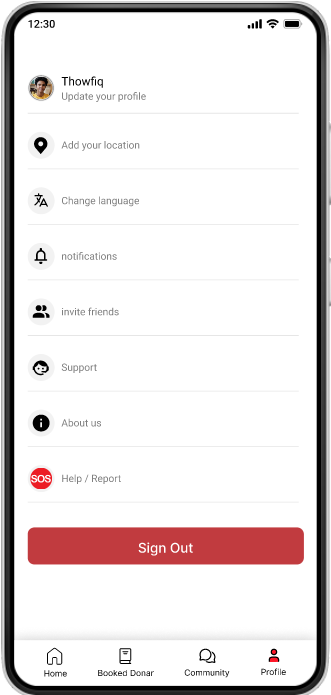 12:30
Thowfiq
Update your profile
Add your location
Change language
notifications
invite friends
Support
About us
SOS
Help / Report
Sign Out
Home
Booked Donar
Community
Profile